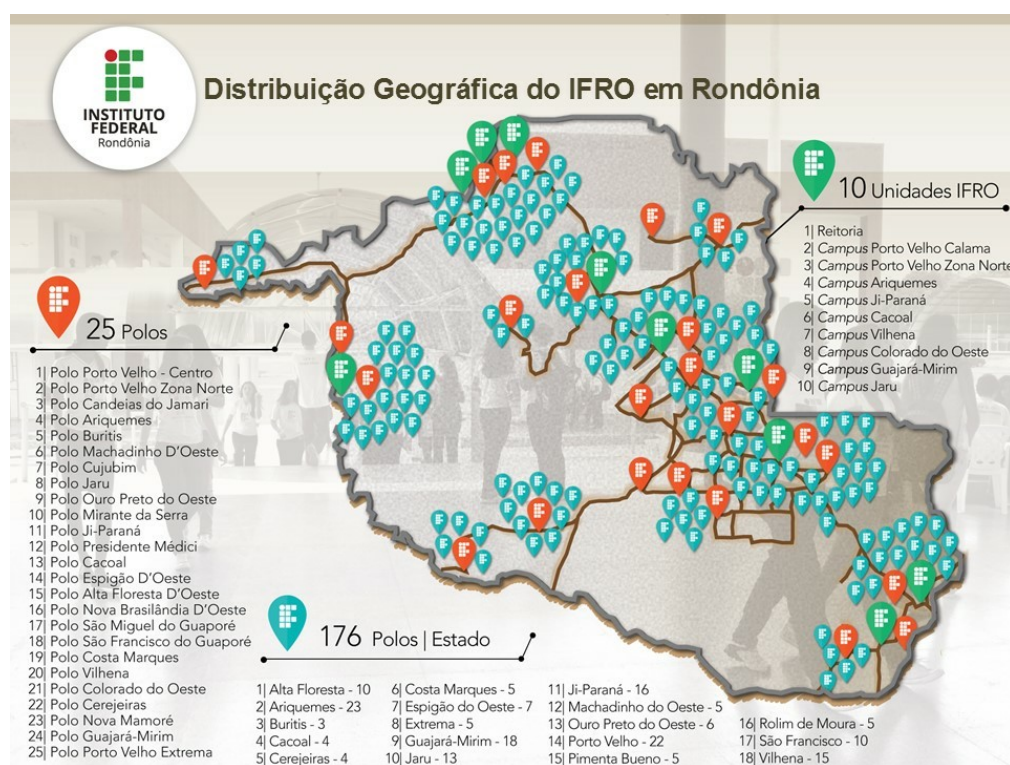 INSTITUTO
FEDERAL
Rondônia
Distribuição Geográfica do IFRO em Rondônia
10 Unidades IFRO
1| Reitoria
2| Campus Porto Velho Calama
3| Campus Porto Velho Zona Norte
4| Campus Ariquemes
5| Campus Ji-Paraná
6| Campus Cacoal
7| Campus Vilhena
8| Campus Colorado do Oeste
9| Campus Guajará-Mirim
10| Campus Jaru
25 Polos
1| Polo Porto Velho - Centro
2| Polo Porto Velho Zona Norte
3| Polo Candeias do Jamari
4| Polo Ariquemes
5| Polo Buritis
6| Polo Machadinho D'Oeste
7| Polo Cujubim
8| Polo Jaru
9| Polo Ouro Preto do Oeste
10| Polo Mirante da Serra
11| Polo Ji-Paraná
12| Polo Presidente Médici
13| Polo Cacoal
14| Polo Espigão D'Oeste
15| Polo Alta Floresta D'Oeste
16| Polo Nova Brasilândia D'Oeste
17| Polo São Miguel do Guaporé
18| Polo São Francisco do Guaporé
19| Polo Costa Marques
20| Polo Vilhena
21| Polo Colorado do Oeste
22| Polo Cerejeiras
23| Polo Nova Mamoré
24| Polo Guajará-Mirim
25| Polo Porto Velho Extrema
176 Polos | Estado
1| Alta Floresta - 10
2| Ariquemes - 23
3| Buritis - 3
4| Cacoal - 4
5| Cerejeiras - 4
6| Costa Marques - 5
7| Espigão do Oeste - 7
8| Extrema - 5
9| Guajará-Mirim - 18
10| Jaru - 13
11| Ji-Paraná - 16
12| Machadinho do Oeste - 5
13| Ouro Preto do Oeste - 6
14| Porto Velho - 22
15| Pimenta Bueno - 5
16| Rolim de Moura - 5
17| São Francisco - 10
18| Vilhena - 15